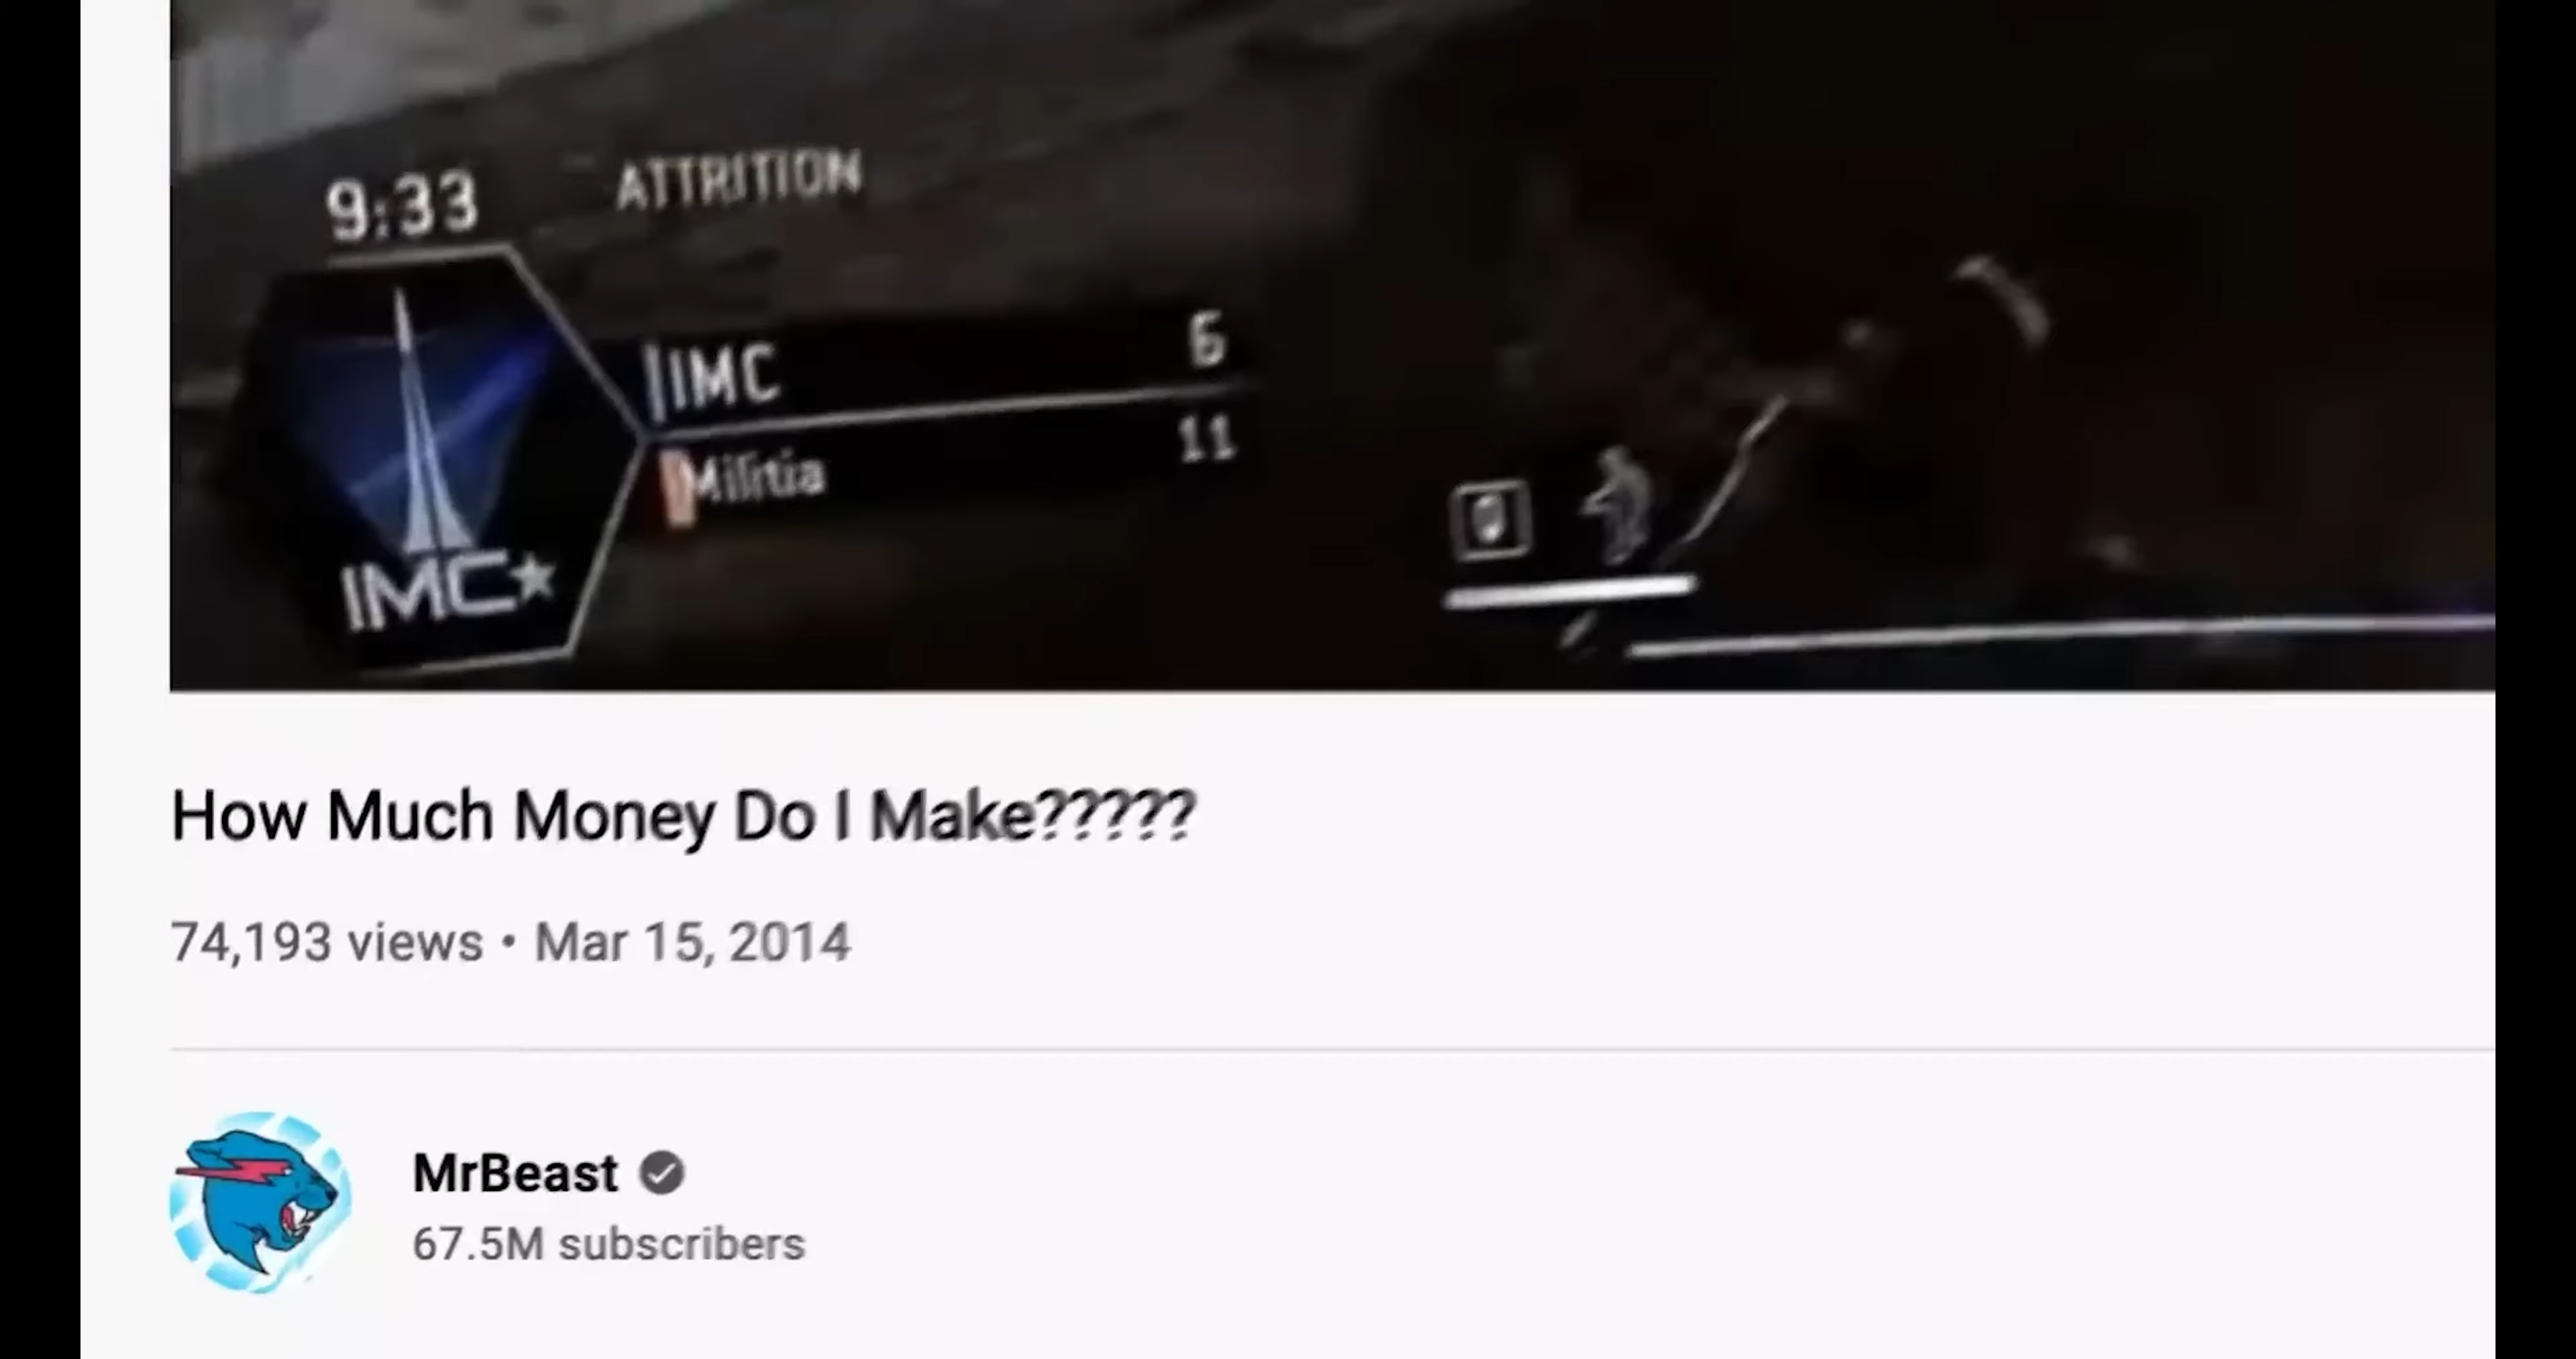 9:33 ATTRITION
IMC 6
Militia 11
IMC
How Much Money Do I Make?????
74,193 views • Mar 15, 2014
MrBeast
67.5M subscribers